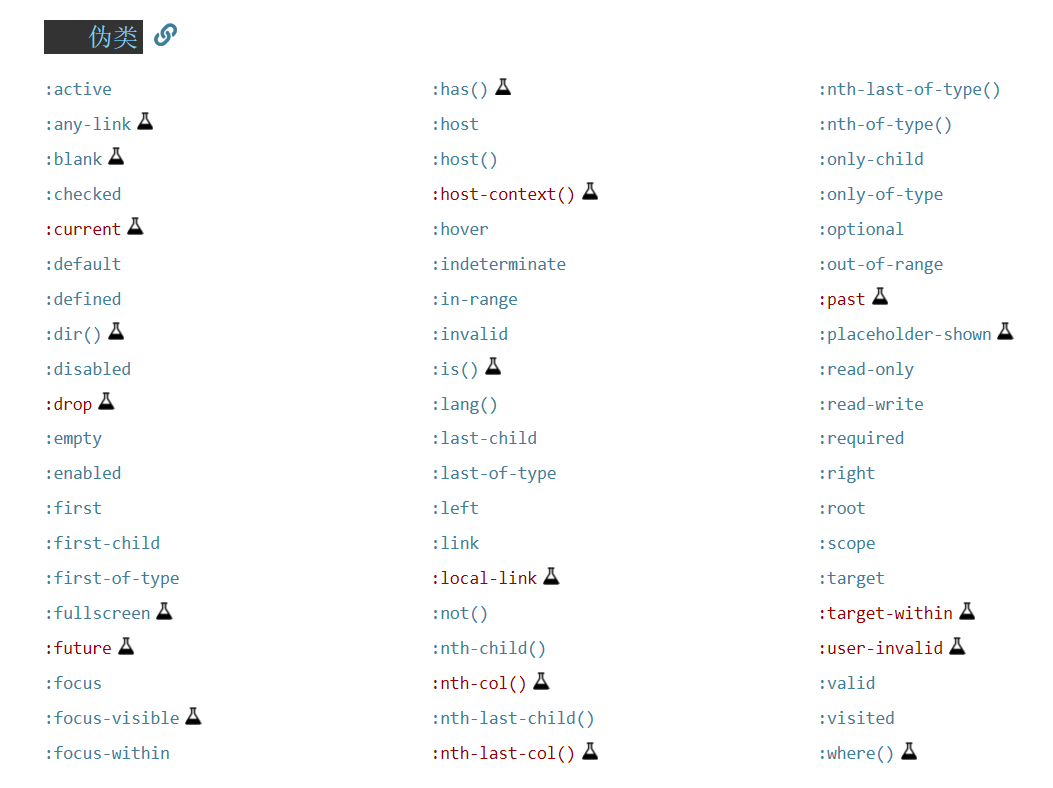 伪类
:active
:any-link
:blank
:checked
:current
:default
:defined
:dir()
:disabled
:drop
:empty
:enabled
:first
:first-child
:first-of-type
:fullscreen
:future
:focus
:focus-visible
:focus-within
:has()
:host
:host()
:host-context()
:hover
:indeterminate
:in-range
:invalid
:is()
:lang()
:last-child
:last-of-type
:left
:link
:local-link
:not()
:nth-child()
:nth-col()
:nth-last-child()
:nth-last-col()
:nth-last-of-type()
:nth-of-type()
:only-child
:only-of-type
:optional
:out-of-range
:past
:placeholder-shown
:read-only
:read-write
:required
:right
:root
:scope
:target
:target-within
:user-invalid
:valid
:visited
:where()